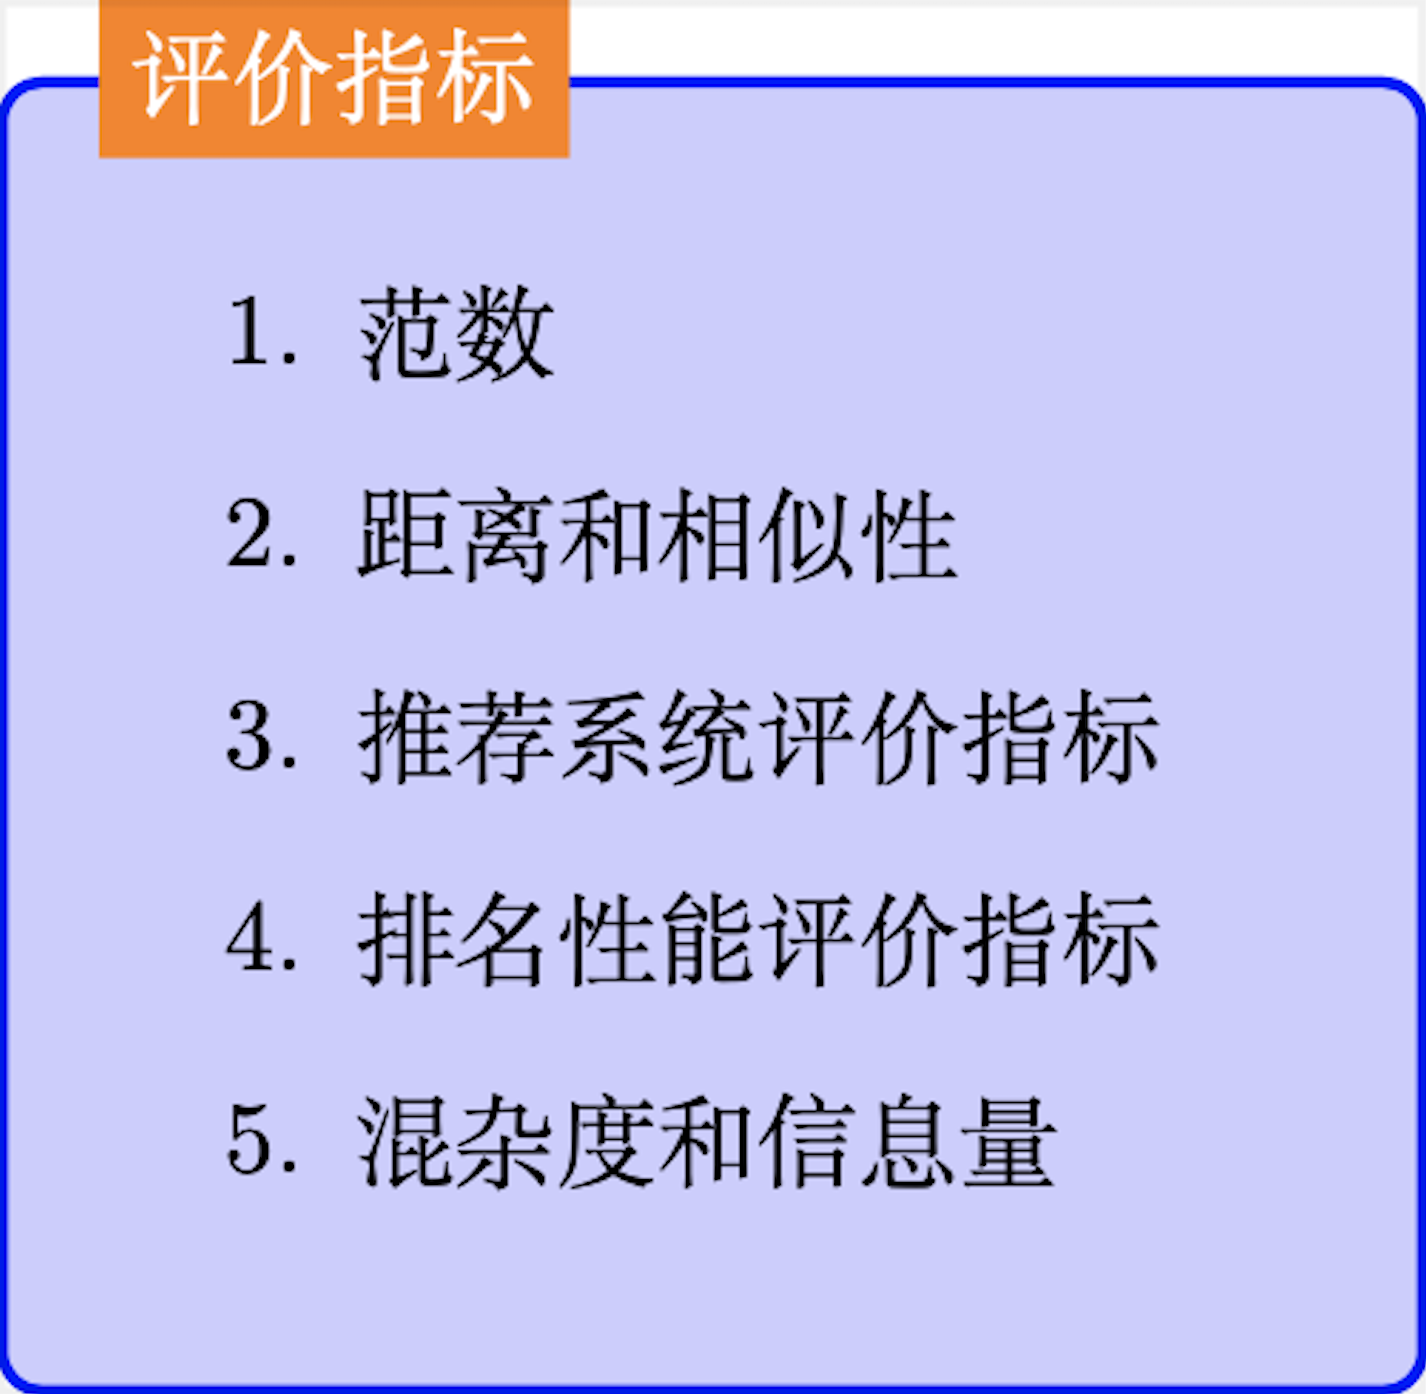 评价指标
1. 范数
2. 距离和相似性
3. 推荐系统评价指标
4. 排名性能评价指标
5. 混杂度和信息量